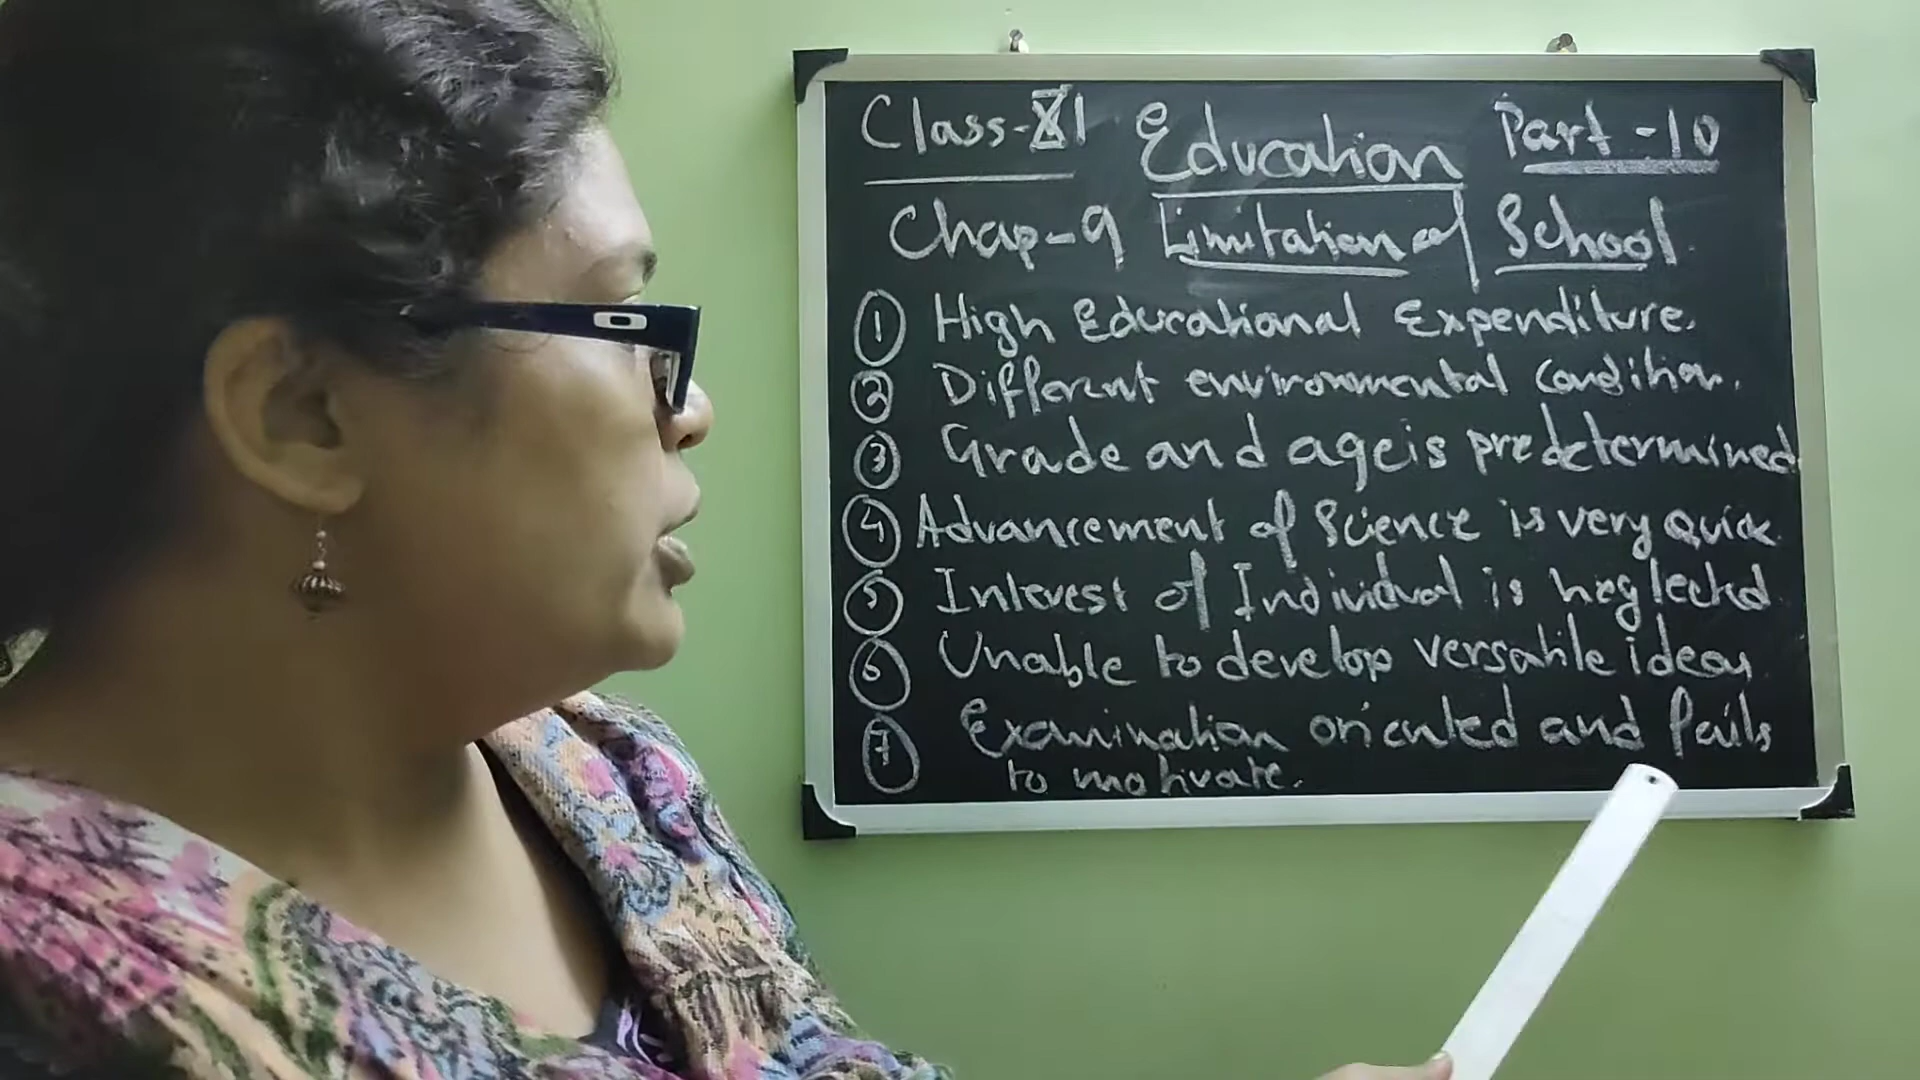 Class-XI Education Part-10
Chap-9 Limitation of School
1 High Educational Expenditure.
2 Different environmental Condition.
3 Grade and age is predetermined
4 Advancement of Science is very Quick.
5 Interest of Individual is neglected.
6 Unable to develop versatile ideas
7 Examination oriented and fails
to motivate.